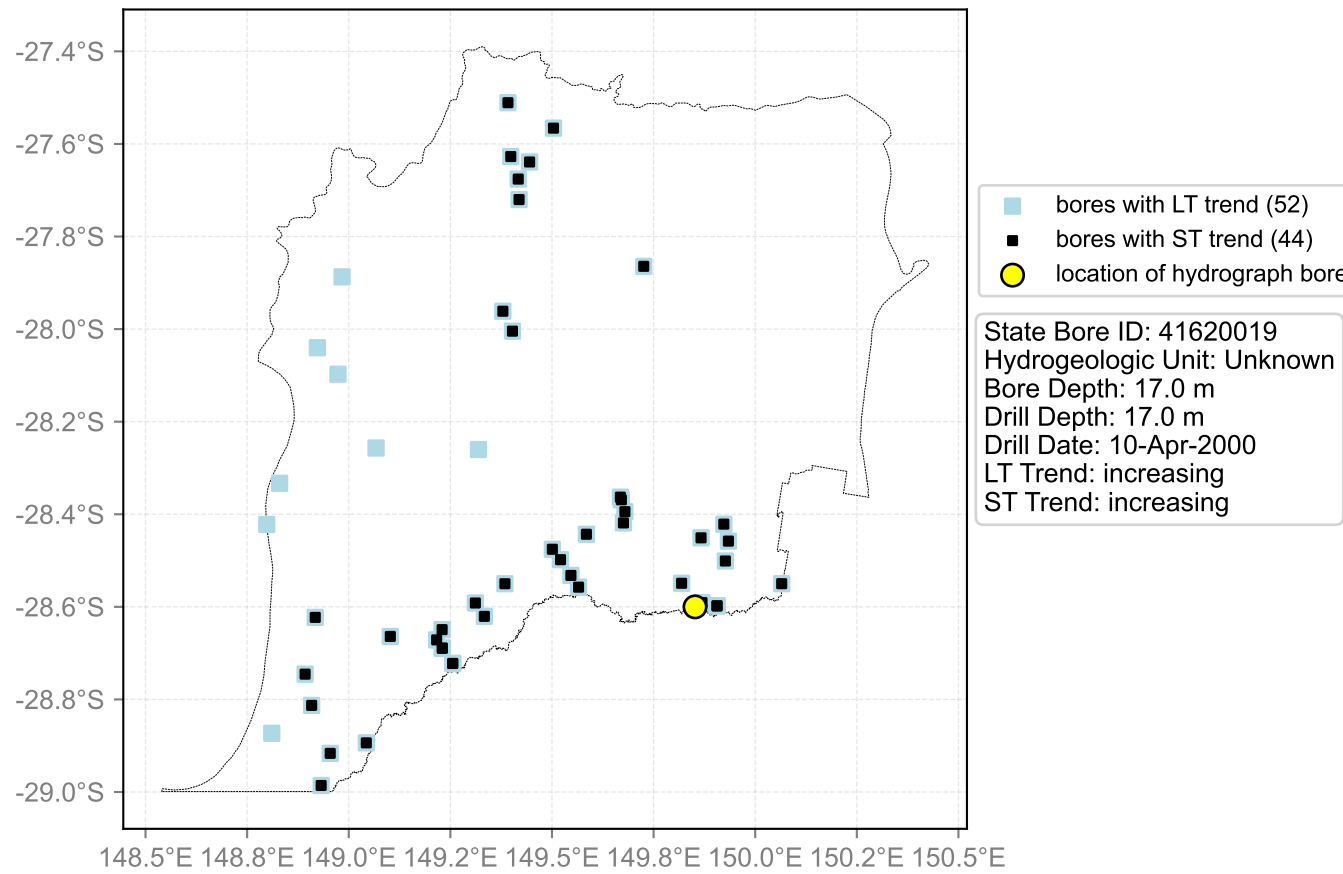 -27.4°S
-27.6°S
-27.8°S
-28.0°S
-28.2°S
-28.4°S
-28.6°S
-28.8°S
-29.0°S
148.5°E 148.8°E 149.0°E 149.2°E 149.5°E 149.8°E 150.0°E 150.2°E 150.5°E
bores with LT trend (52)
bores with ST trend (44)
location of hydrograph bore
State Bore ID: 41620019
Hydrogeologic Unit: Unknown
Bore Depth: 17.0 m
Drill Depth: 17.0 m
Drill Date: 10-Apr-2000
LT Trend: increasing
ST Trend: increasing